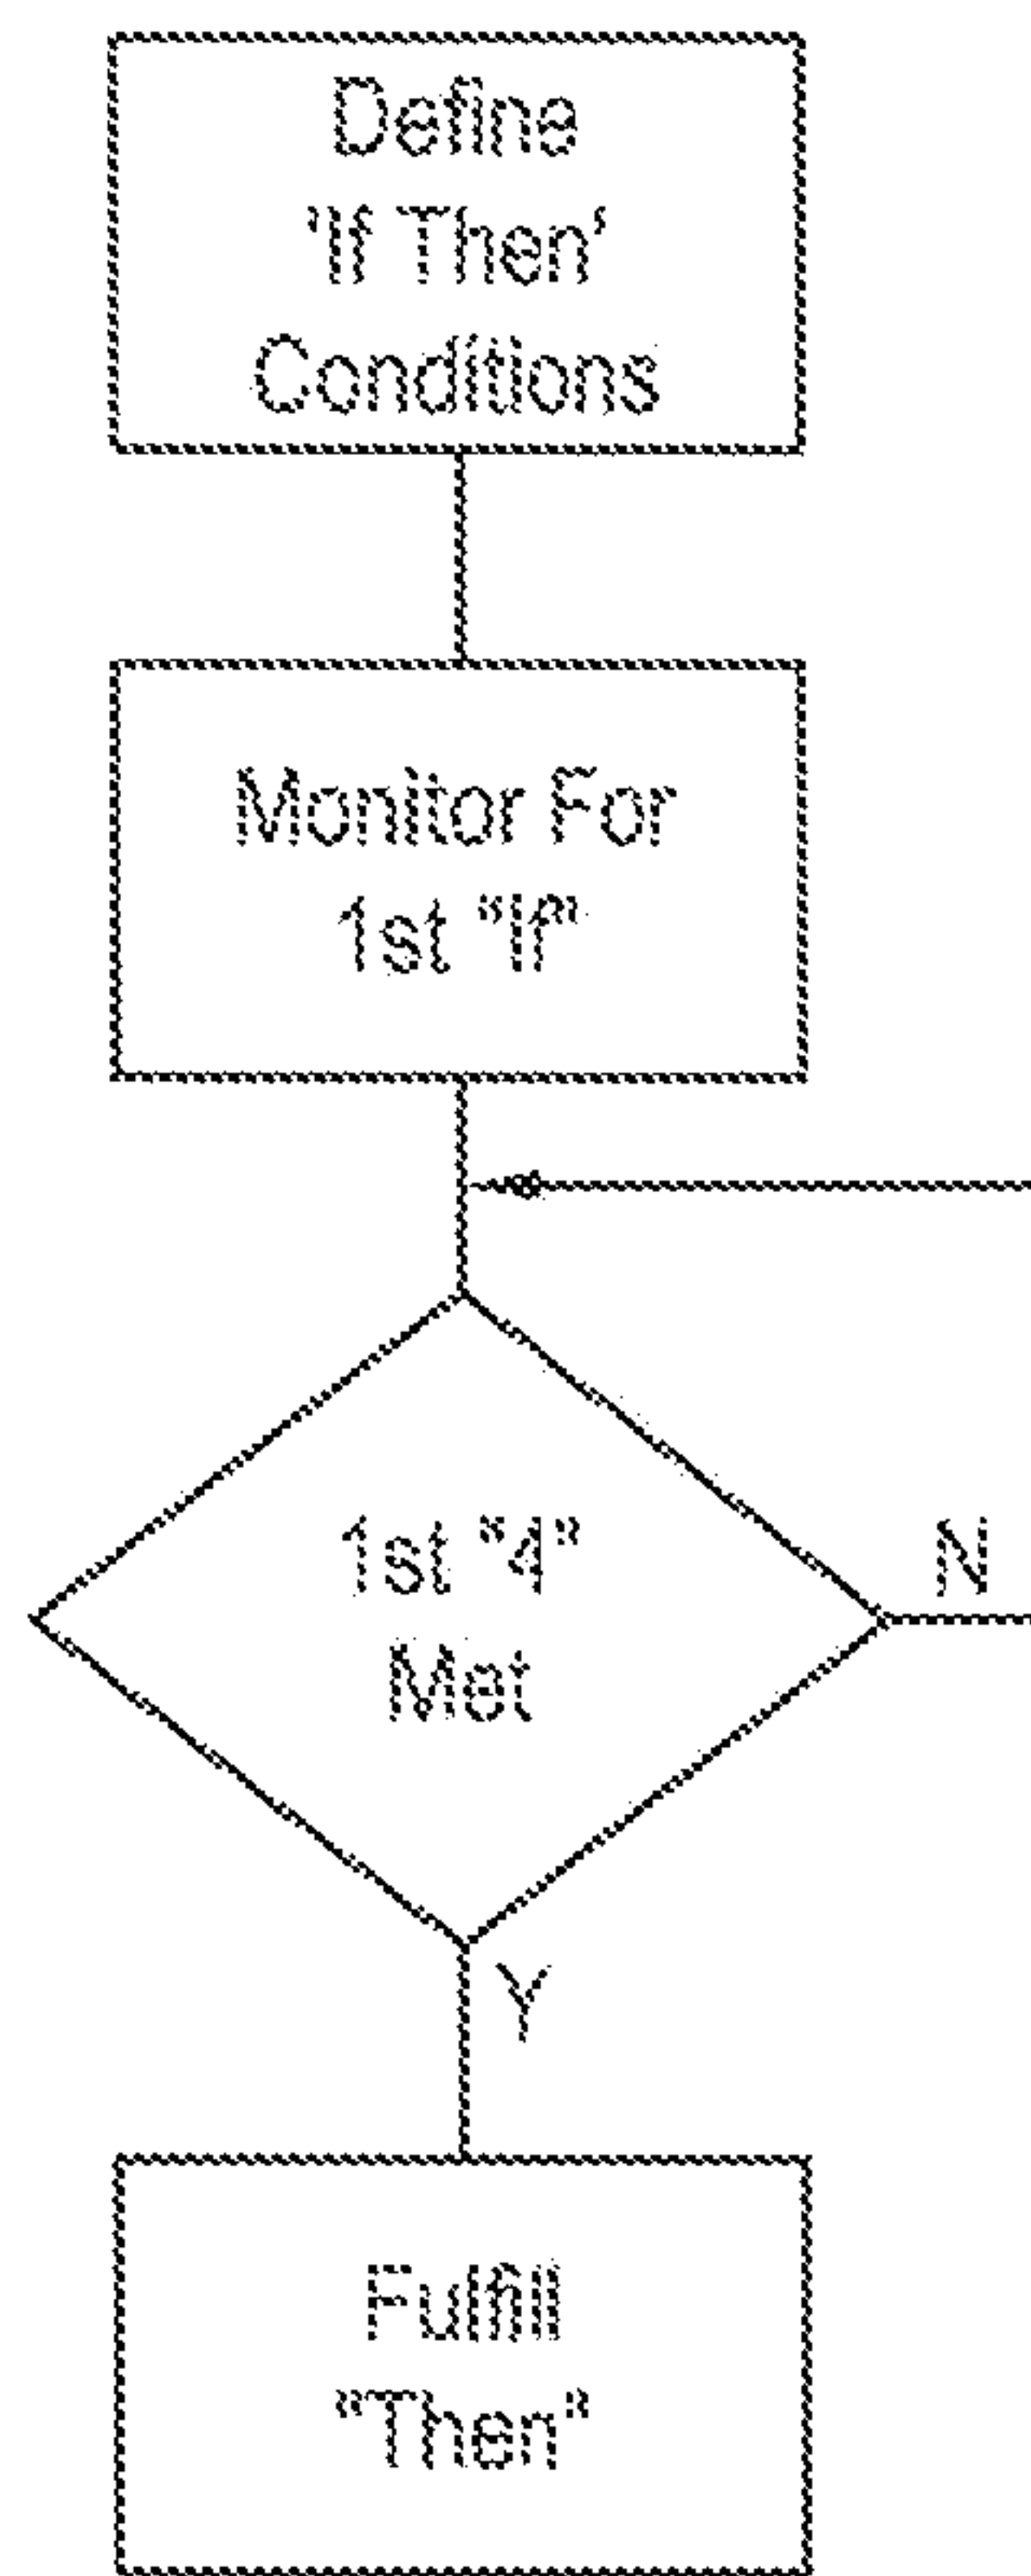 Define
'If Then'
Conditions
Monitor For
1st "If"
1st "4"
Met
N
Y
Fulfill
"Then"